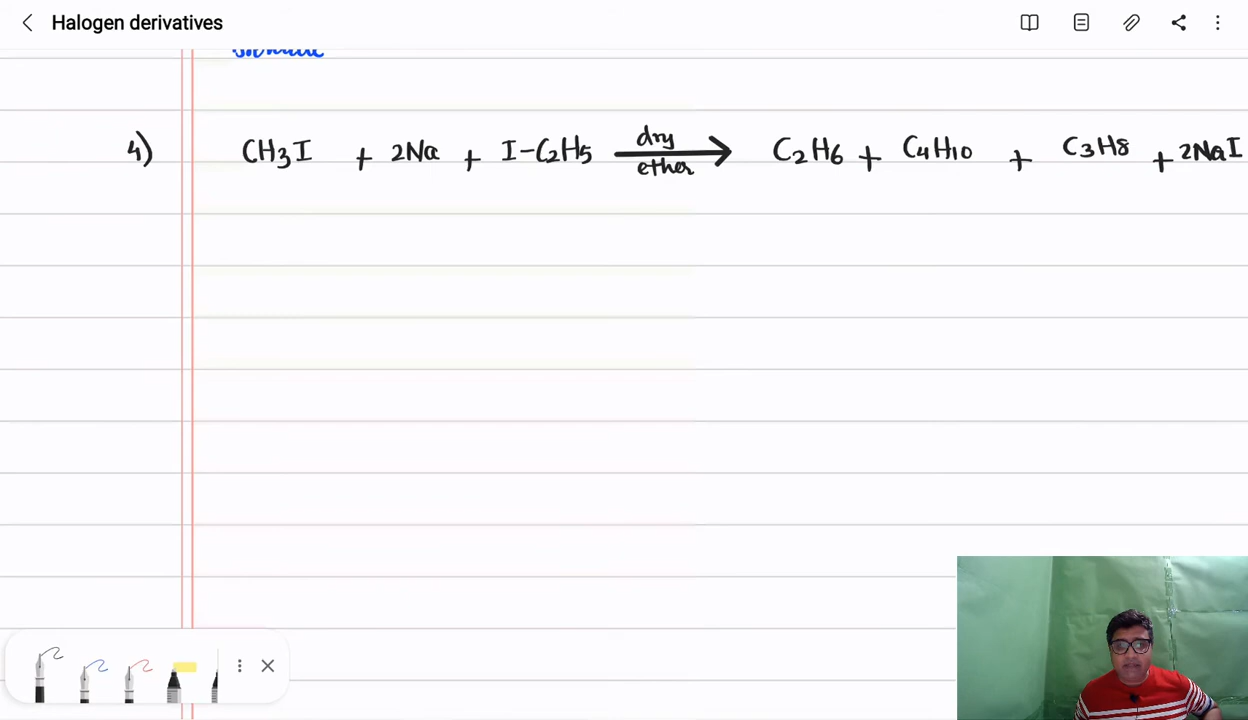 Halogen derivatives
4) CH3I + 2Na + I-C2H5 dry ether → C2H6 + C4H10 + C3H8 + 2NaI